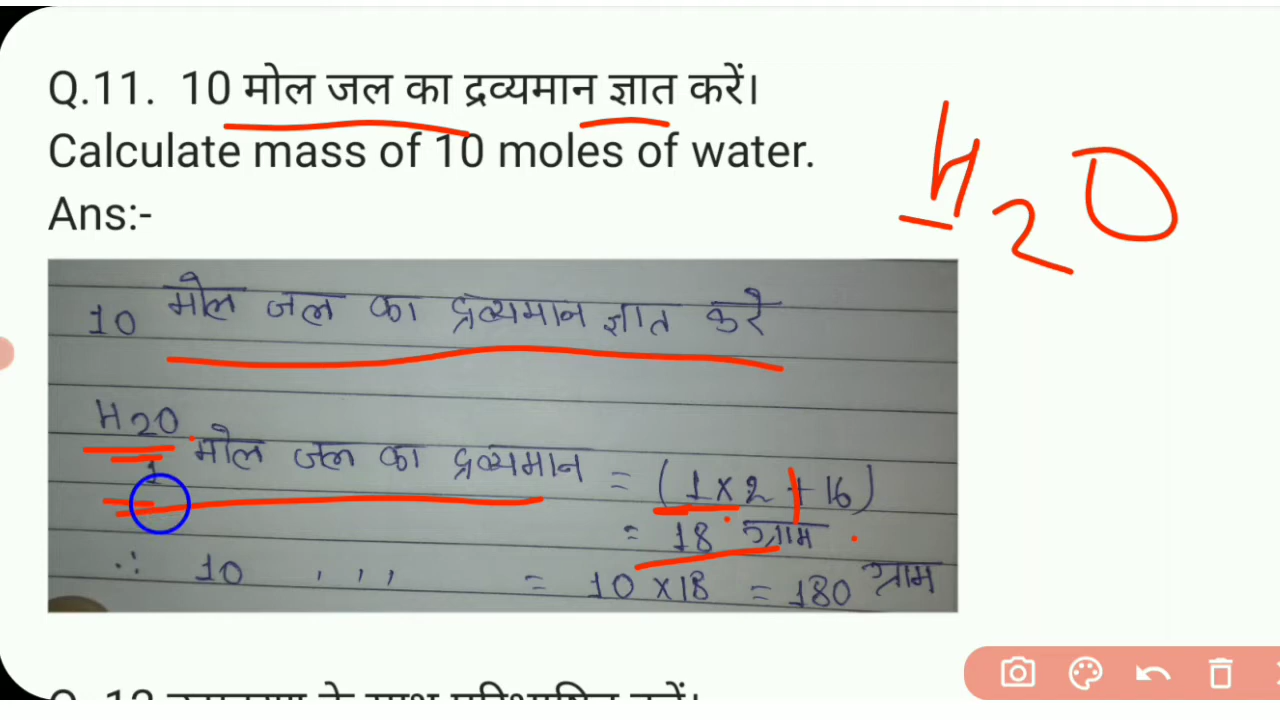 Q.11. 10 मोल जल का द्रव्यमान ज्ञात करें।
Calculate mass of 10 moles of water.
Ans:-
H2O
10 मोल जल का द्रव्यमान ज्ञात करे
H2O
1 मोल जल का द्रव्यमान = (1×2+16)
= 18 ग्राम
∴ 10 ,,, = 10×18 = 180 ग्राम